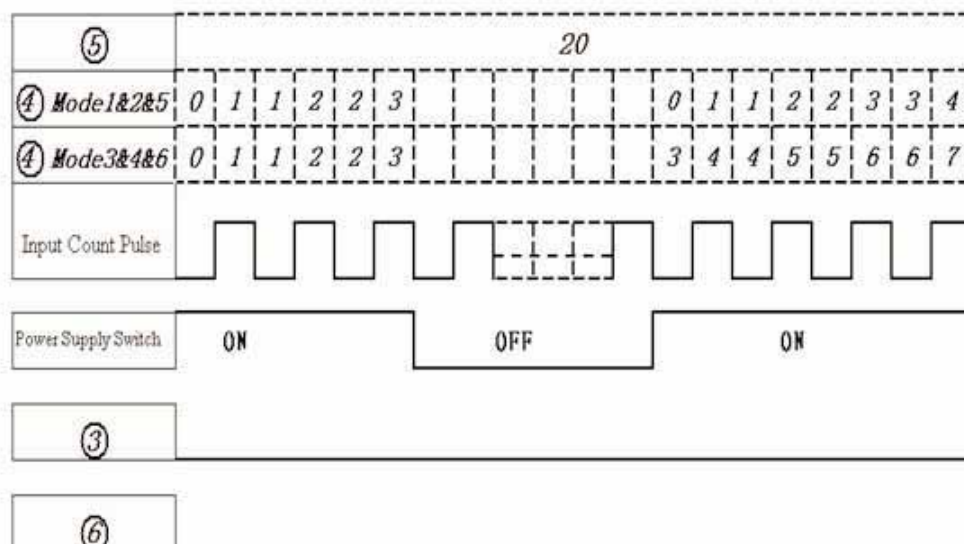 ⑤ 20
④ Mode1&2&5 0 1 1 2 2 3 0 1 1 2 2 3 3 4
④ Mode3&4&6 0 1 1 2 2 3 3 4 4 5 5 6 6 7
Input Count Pulse
Power Supply Switch ON OFF ON
③
⑥